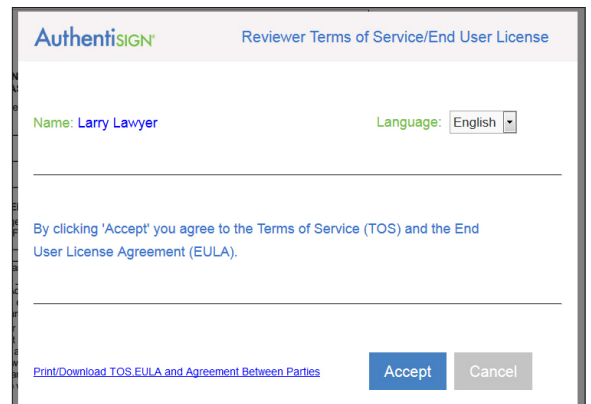 AuthentiSIGN®
Reviewer Terms of Service/End User License
Name: Larry Lawyer
Language: English
By clicking 'Accept' you agree to the Terms of Service (TOS) and the End
User License Agreement (EULA).
Print/Download TOS.EULA and Agreement Between Parties
Accept
Cancel